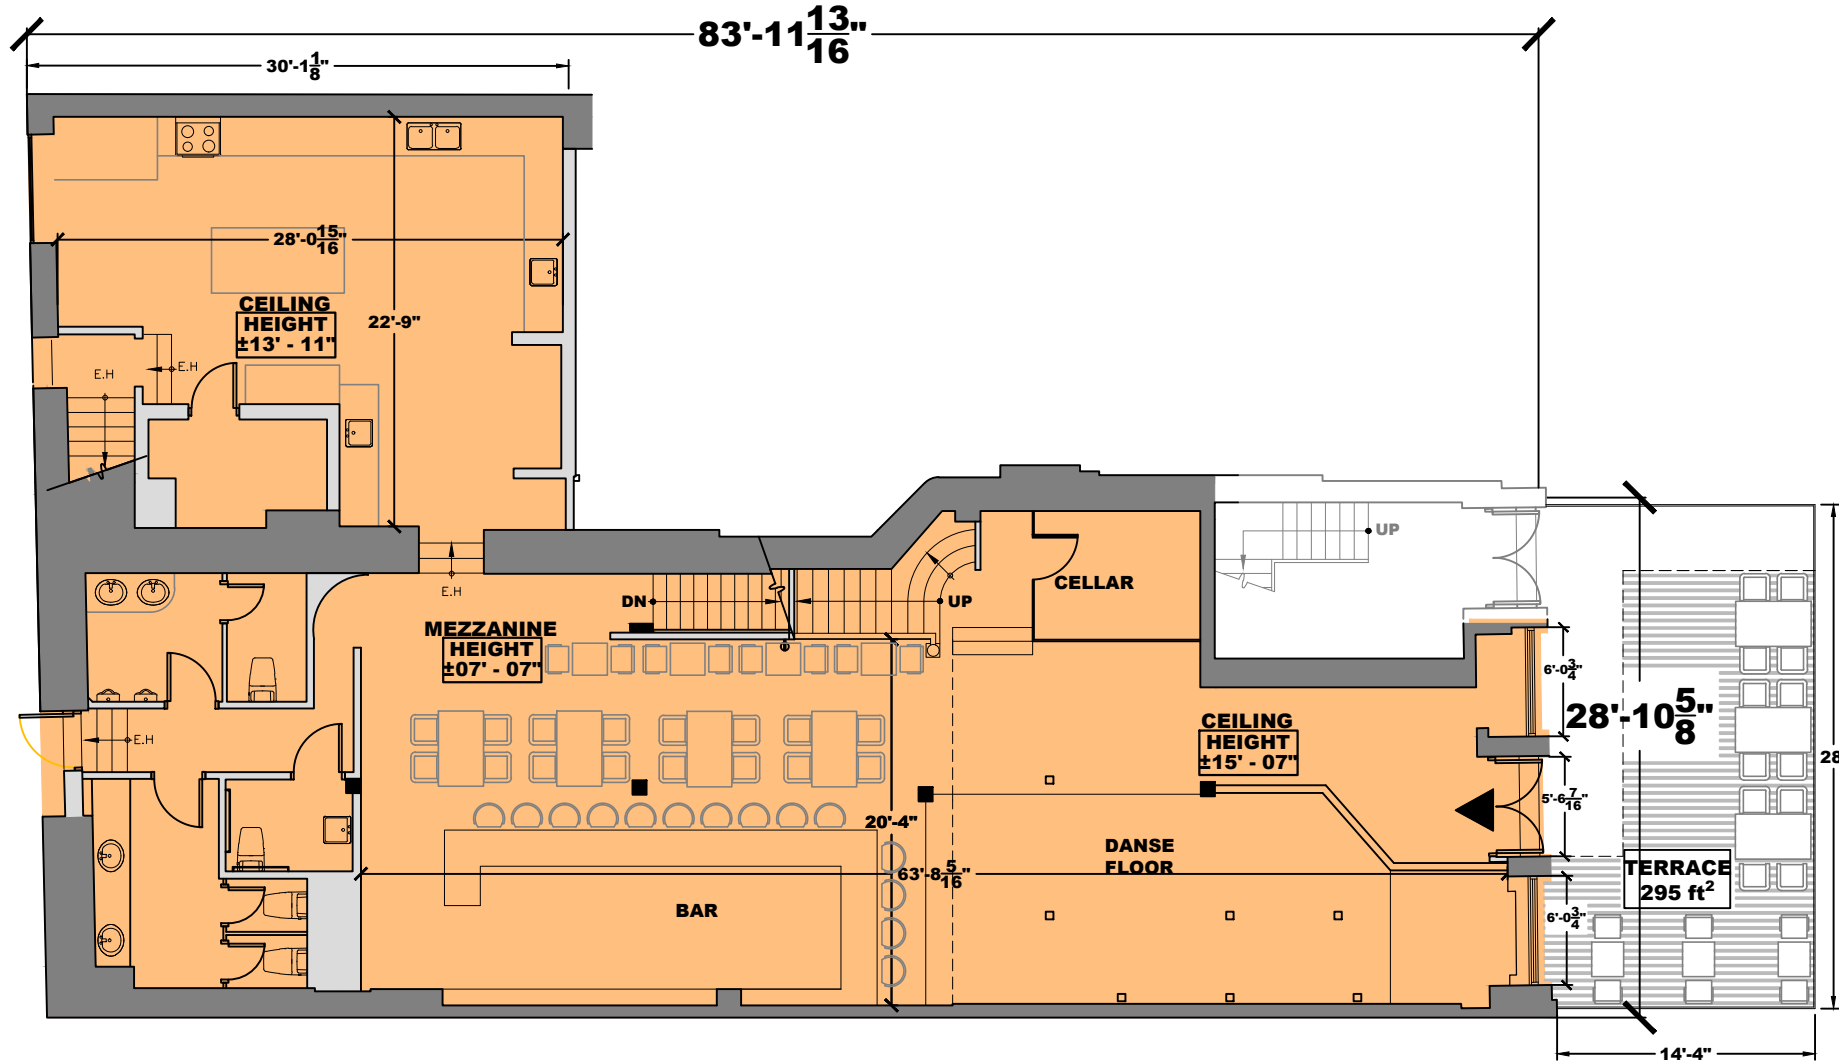 83'-11 13/16"
30'-1 1/8"
28'-0 15/16"
CEILING
HEIGHT
±13' - 11"
22'-9"
E.H
E.H
UP
CELLAR
E.H
DN
UP
MEZZANINE
HEIGHT
±07' - 07"
6'-0 3/4"
28'-10 5/8"
CEILING
HEIGHT
±15' - 07"
E.H
28
5'-6 7/16"
20'-4"
DANSE
FLOOR
63'-8 5/16"
TERRACE
295 ft²
BAR
6'-0 3/4"
14'-4"